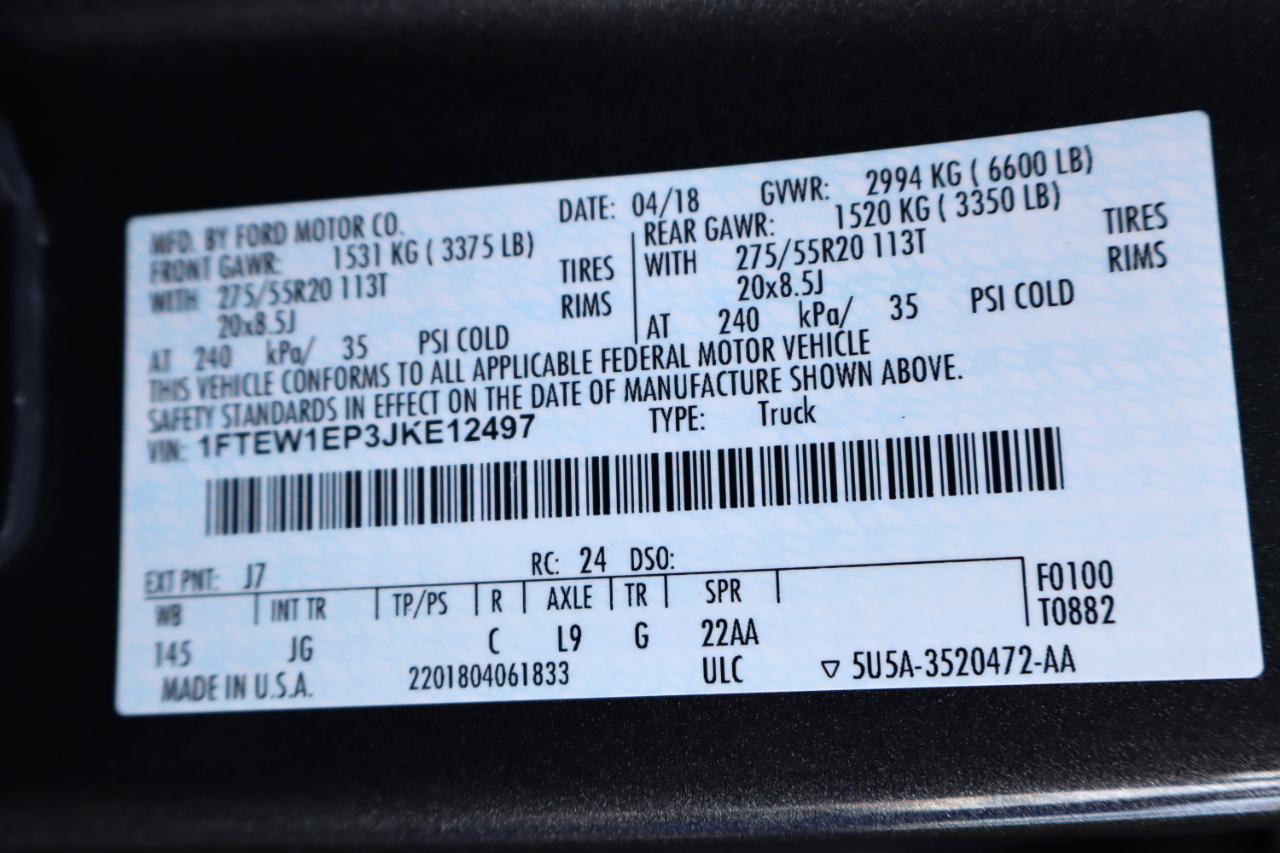 MFD. BY FORD MOTOR CO. DATE: 04/18 GVWR: 2994 KG ( 6600 LB)
FRONT GAWR: 1531 KG ( 3375 LB) REAR GAWR: 1520 KG ( 3350 LB)
WITH 275/55R20 113T TIRES WITH 275/55R20 113T TIRES
20x8.5J RIMS 20x8.5J RIMS
AT 240 kPa/ 35 PSI COLD AT 240 kPa/ 35 PSI COLD
THIS VEHICLE CONFORMS TO ALL APPLICABLE FEDERAL MOTOR VEHICLE
SAFETY STANDARDS IN EFFECT ON THE DATE OF MANUFACTURE SHOWN ABOVE.
VIN: 1FTEW1EP3JKE12497 TYPE: Truck
EXT PNT: J7 RC: 24 DSO:
WB INT TR TP/PS R AXLE TR SPR F0100
T0882
145 JG C L9 G 22AA
MADE IN U.S.A. 2201804061833 ULC ▽ 5U5A-3520472-AA